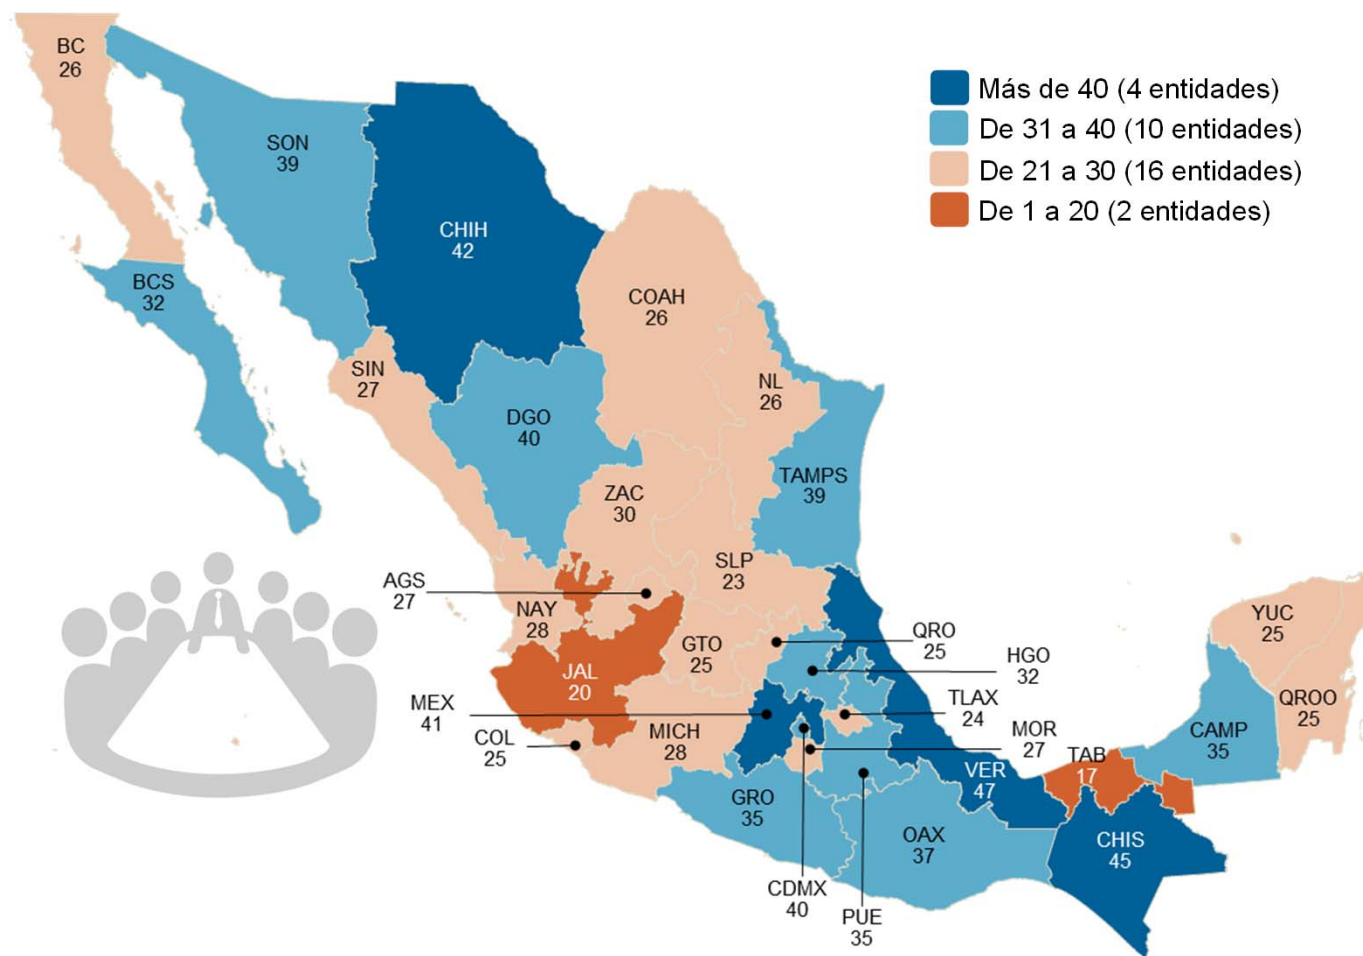 BC
26
Más de 40 (4 entidades)
De 31 a 40 (10 entidades)
De 21 a 30 (16 entidades)
De 1 a 20 (2 entidades)
SON
39
CHIH
42
BCS
32
COAH
26
SIN
27
NL
26
DGO
40
TAMPS
39
ZAC
30
SLP
23
AGS
27
NAY
28
GTO
25
QRO
25
HGO
32
YUC
25
JAL
20
MEX
41
COL
25
MICH
28
TLAX
24
MOR
27
QROO
25
CAMP
35
TAB
17
VER
47
GRO
35
OAX
37
CHIS
45
CDMX
40
PUE
35